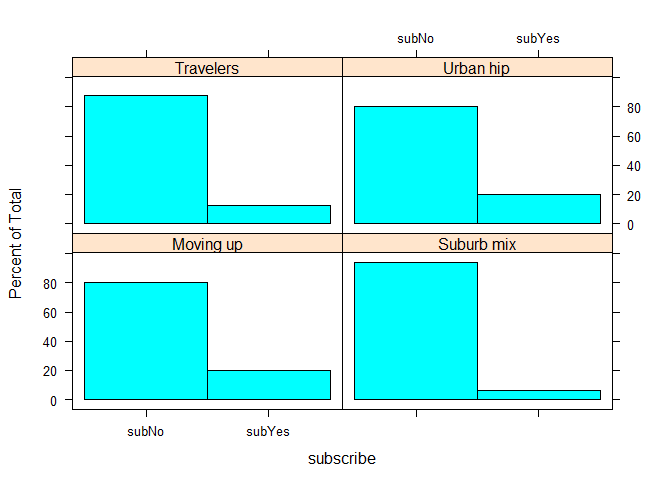 subNo subYes
Travelers Urban hip
80
60
40
20
0
Percent of Total
Moving up Suburb mix
80
60
40
20
0
subNo subYes
subscribe